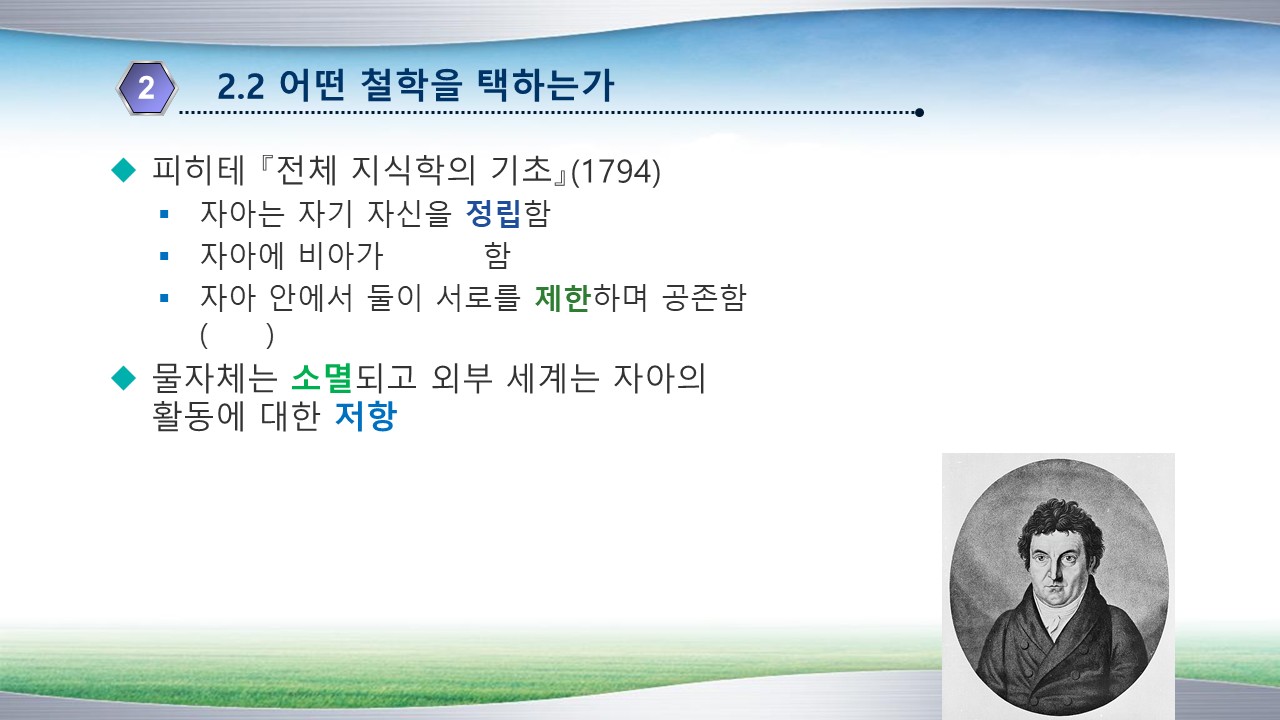 2
2.2 어떤 철학을 택하는가
피히테 『전체 지식학의 기초』(1794)
자아는 자기 자신을 정립함
자아에 비아가 함
자아 안에서 둘이 서로를 제한하며 공존함
( )
물자체는 소멸되고 외부 세계는 자아의
활동에 대한 저항